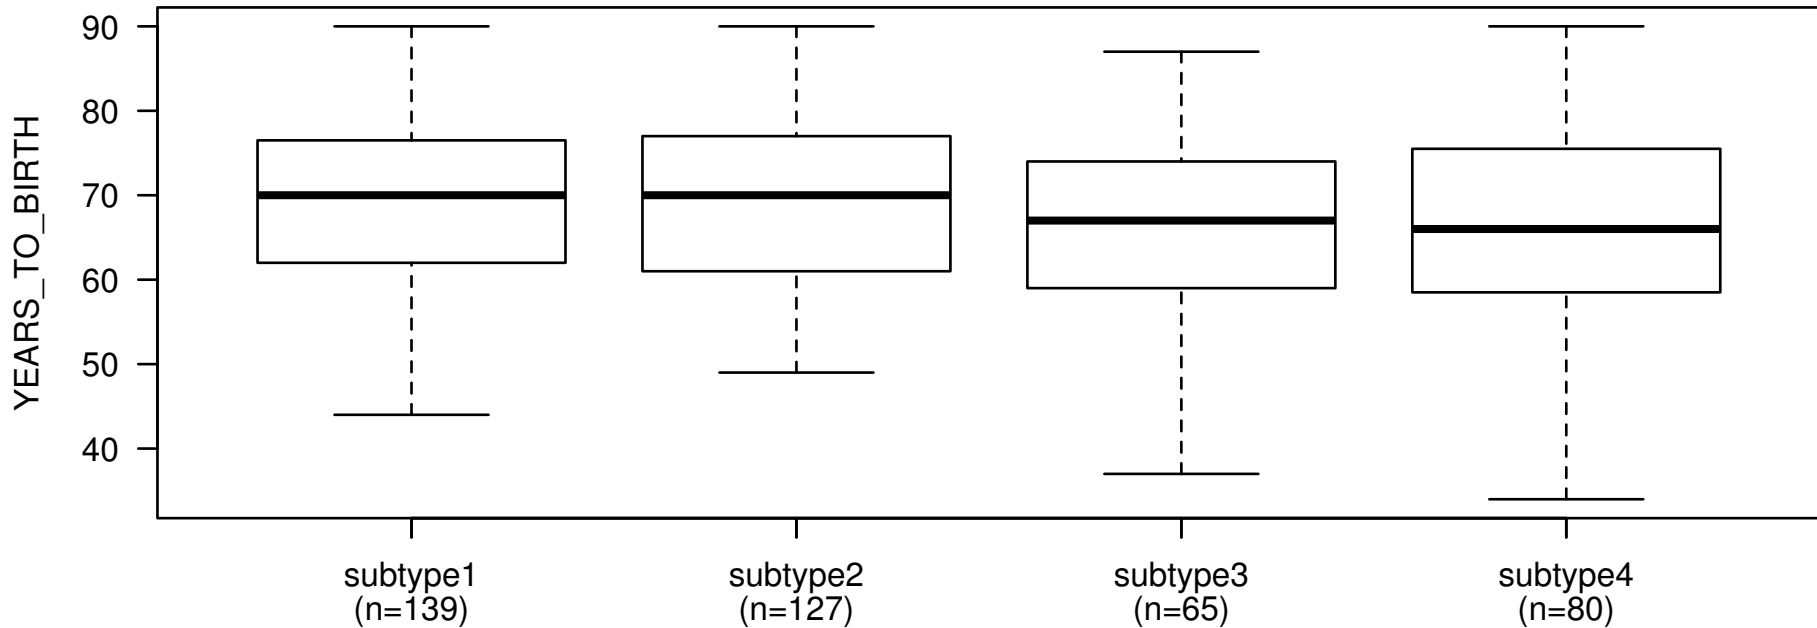 YEARS_TO_BIRTH
90
80
70
60
50
40
subtype1
(n=139)
subtype2
(n=127)
subtype3
(n=65)
subtype4
(n=80)